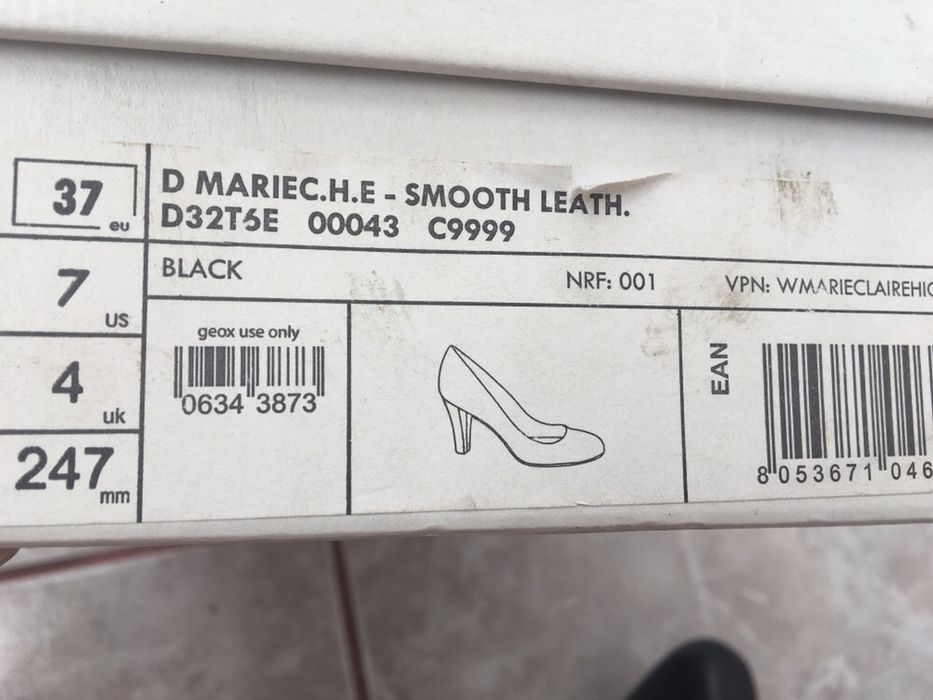 37 eu
7 US
4 uk
247 mm
D MARIEC.H.E - SMOOTH LEATH.
D32T6E 00043 C9999
BLACK NRF: 001 VPN: WMARIECLAIREHI
geox use only
0634 3873
EAN
8 053671 046